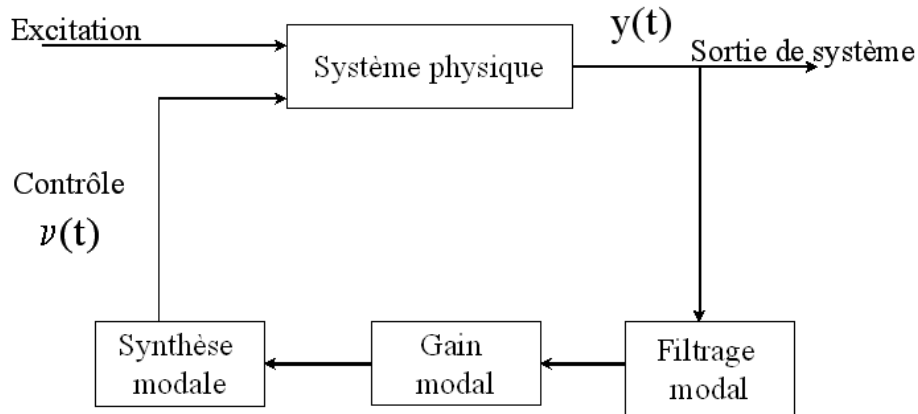 Excitation
y(t)
Sortie de système
Système physique
Contrôle
ν(t)
Synthèse
modale
Gain
modal
Filtrage
modal